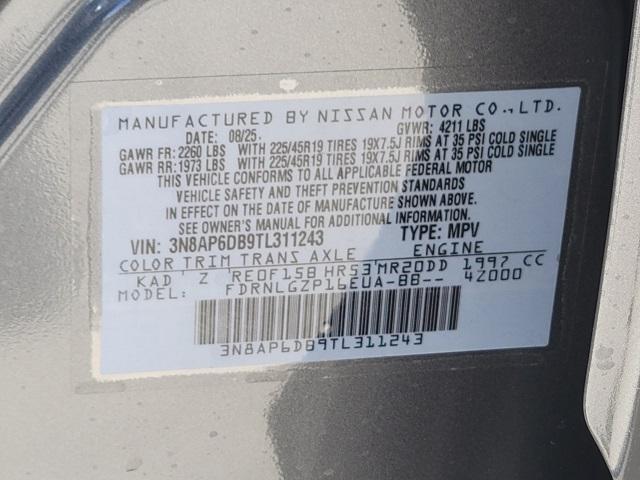 MANUFACTURED BY NISSAN MOTOR CO.,LTD.
DATE: 08/25. GVWR: 4211 LBS
GAWR FR: 2260 LBS WITH 225/45R19 TIRES 19X7.5J RIMS AT 35 PSI COLD SINGLE
GAWR RR: 1973 LBS WITH 225/45R19 TIRES 19X7.5J RIMS AT 35 PSI COLD SINGLE
THIS VEHICLE CONFORMS TO ALL APPLICABLE FEDERAL MOTOR
VEHICLE SAFETY AND THEFT PREVENTION STANDARDS
IN EFFECT ON THE DATE OF MANUFACTURE SHOWN ABOVE.
SEE OWNER'S MANUAL FOR ADDITIONAL INFORMATION
VIN: 3N8AP6DB9TL311243 TYPE: MPV
COLOR TRIM TRANS AXLE ENGINE
KAD Z RE0F15B HR53 MR20DD 1997 CC
MODEL: FDRNLGZP16EUA-BB-- 4Z000
3N8AP6DB9TL311243